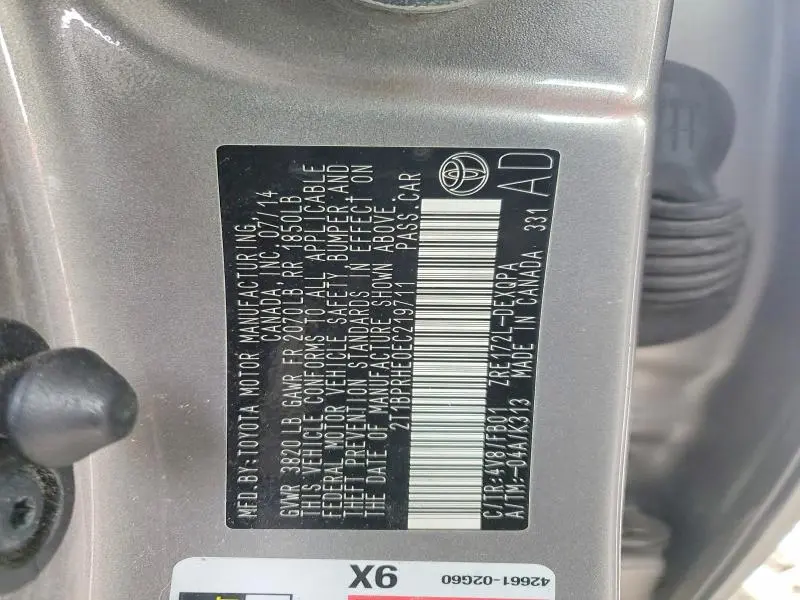 MFD.BY:TOYOTA MOTOR MANUFACTURING,
CANADA, INC. 07/14
GVWR 3820 LB GAWR FR 2020LB, RR 1850LB
THIS VEHICLE CONFORMS TO ALL APPLICABLE
FEDERAL MOTOR VEHICLE SAFETY, BUMPER, AND
THEFT PREVENTION STANDARDS IN EFFECT ON
THE DATE OF MANUFACTURE SHOWN ABOVE.
2T1BPRHE0EC219711 PASS.CAR
C/TR:4X87/FB01 ZRE172L-DEXQPA
A/TM:-04A/K313 MADE IN CANADA 331
AD
9X
42661-02G60